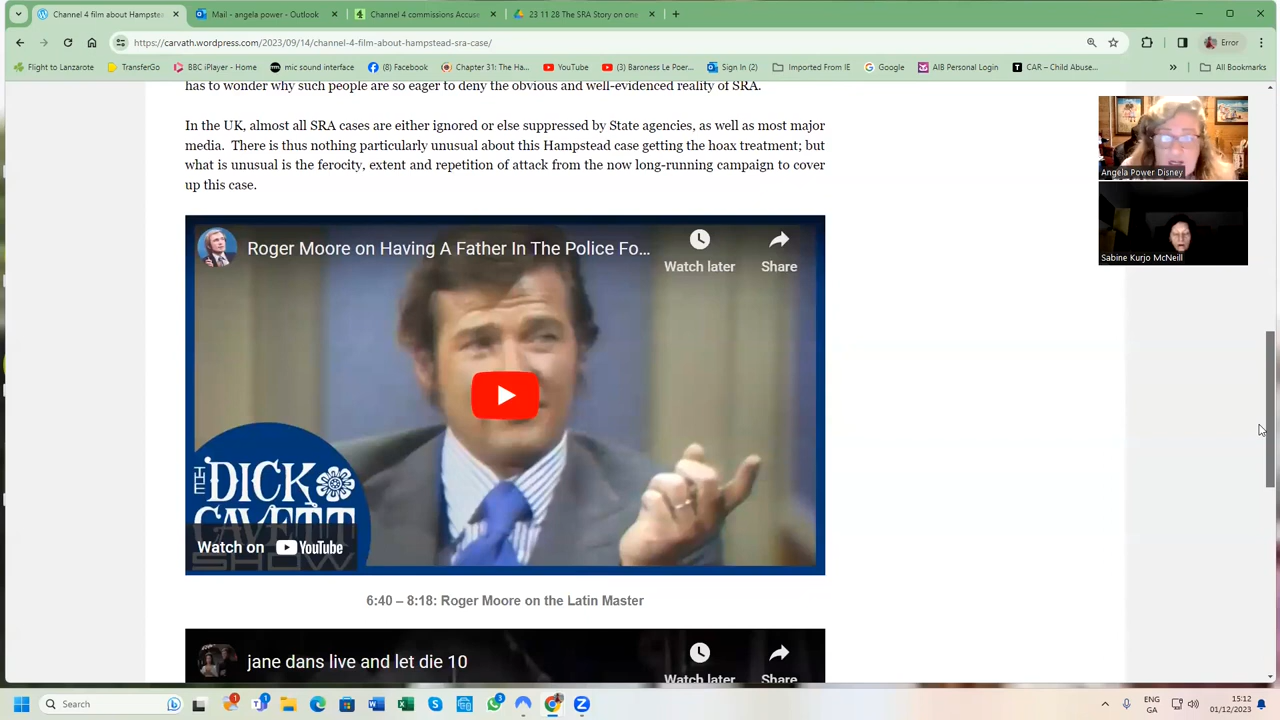 Channel 4 film about Hampste
Mail - angela power - Outlook
Channel 4 commissions Accuse
23 11 28 The SRA Story on one
https://carvath.wordpress.com/2023/09/14/channel-4-film-about-hampstead-sra-case/
Error
Flight to Lanzarote
TransferGo
BBC iPlayer - Home
mic sound interface
(8) Facebook
Chapter 31: The Ha...
YouTube
(3) Baroness Le Poer...
Sign In (2)
Imported From IE
Google
AIB Personal Login
CAR – Child Abuse...
All Bookmarks
has to wonder why such people are so eager to deny the obvious and well-evidenced reality of SRA.
In the UK, almost all SRA cases are either ignored or else suppressed by State agencies, as well as most major
media. There is thus nothing particularly unusual about this Hampstead case getting the hoax treatment; but
what is unusual is the ferocity, extent and repetition of attack from the now long-running campaign to cover
up this case.
Angela Power Disney
Sabine Kurjo McNeill
Roger Moore on Having A Father In The Police Fo...
Watch later
Share
THE
DICK
CAVETT
SHOW
Watch on YouTube
6:40 – 8:18: Roger Moore on the Latin Master
jane dans live and let die 10
Watch later
Share
Search
ENG
GA
15:12
01/12/2023